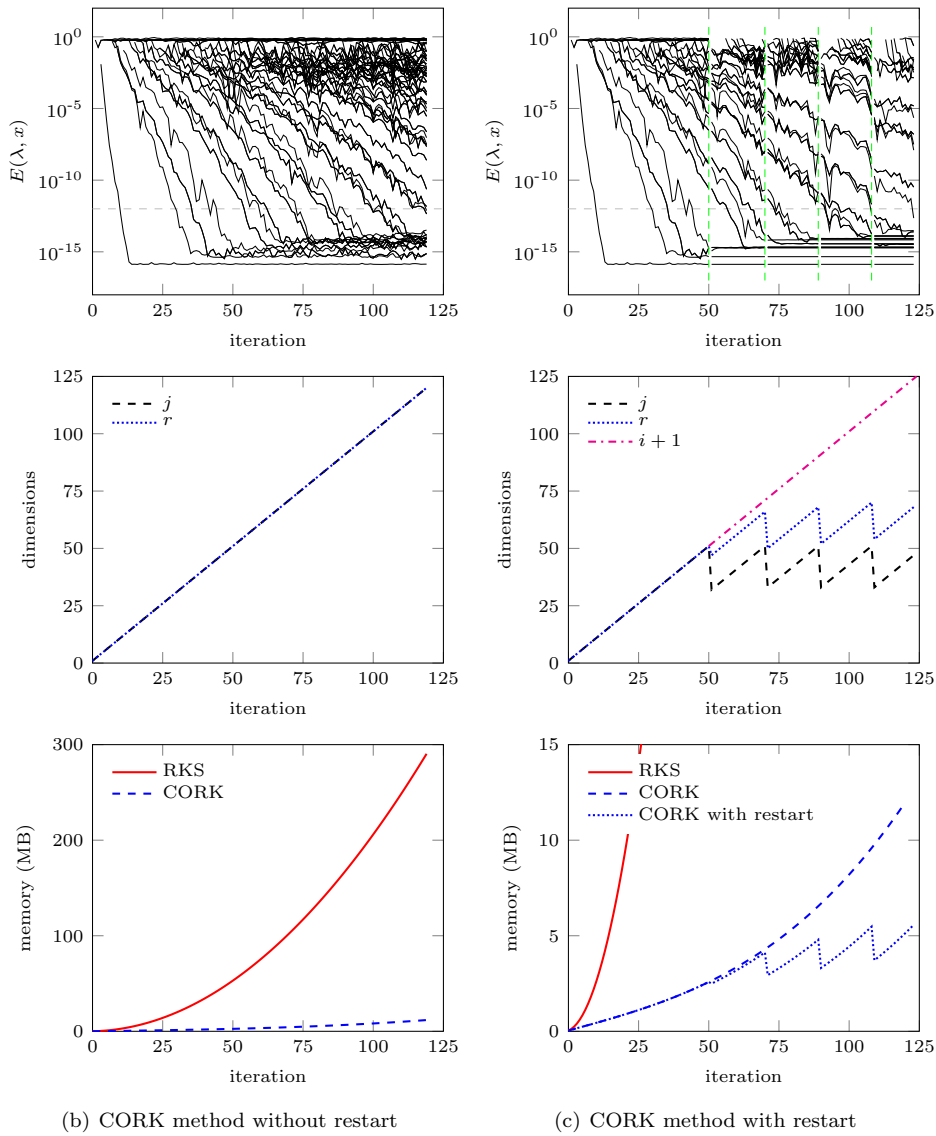 10^0
10^{-5}
10^{-10}
10^{-15}
E(λ, x)
0 25 50 75 100 125
iteration
10^0
10^{-5}
10^{-10}
10^{-15}
E(λ, x)
0 25 50 75 100 125
iteration
125
100
75
50
25
0
dimensions
j
r
0 25 50 75 100 125
iteration
125
100
75
50
25
0
dimensions
j
r
i + 1
0 25 50 75 100 125
iteration
300
200
100
0
memory (MB)
RKS
CORK
0 25 50 75 100 125
iteration
15
10
5
0
memory (MB)
RKS
CORK
CORK with restart
0 25 50 75 100 125
iteration
(b) CORK method without restart
(c) CORK method with restart